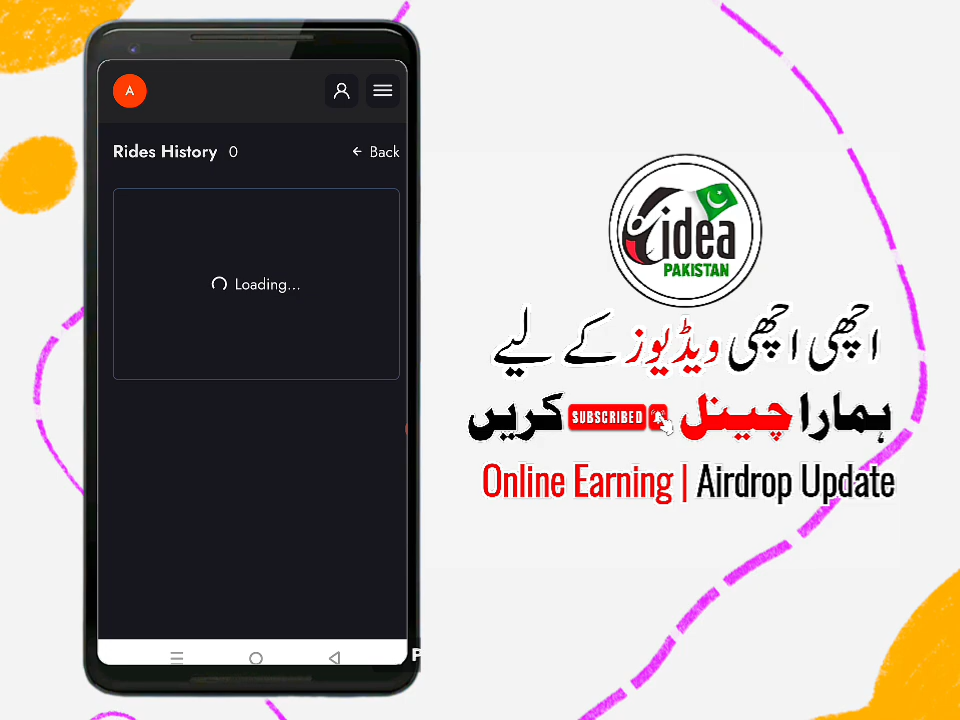 A
Rides History 0
← Back
Loading...
idea
PAKISTAN
اچھی اچھی ویڈیوز کے لیے
ہمارا چینل SUBSCRIBED کریں
Online Earning | Airdrop Update
P